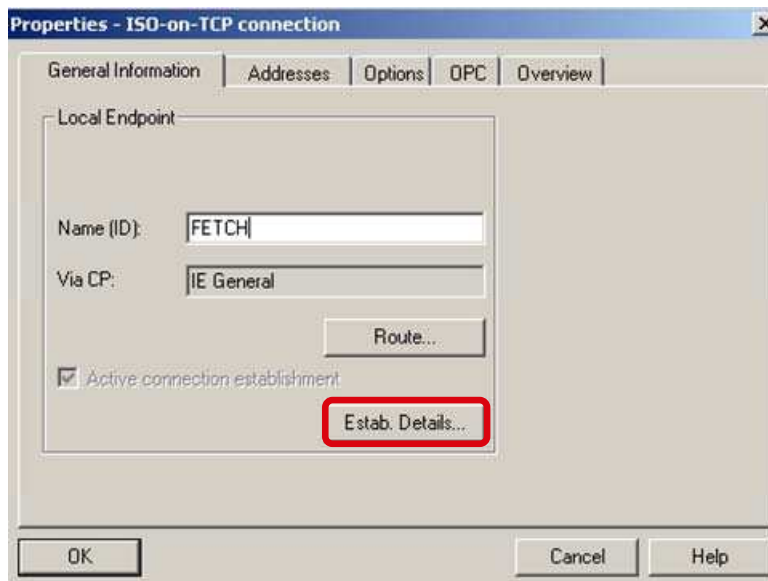 Properties - ISO-on-TCP connection
General Information Addresses Options OPC Overview
Local Endpoint
Name (ID): FETCH
Via CP: IE General
Route...
Active connection establishment
Estab. Details...
OK Cancel Help